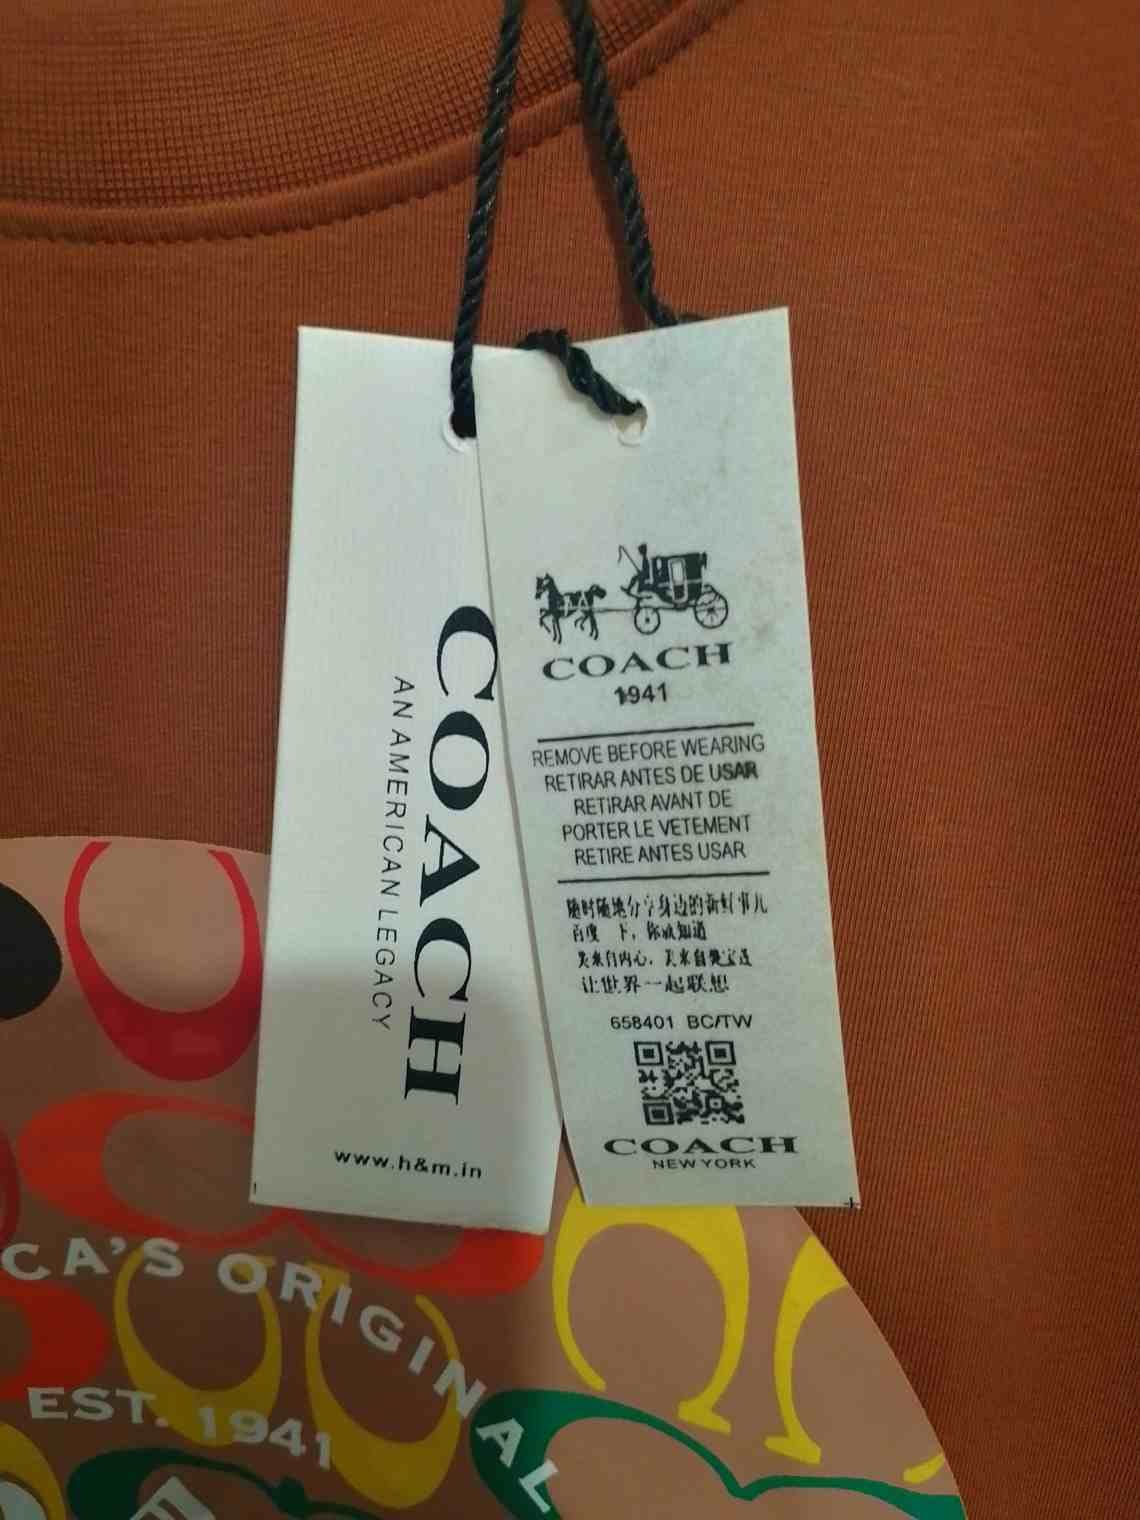 COACH
AN AMERICAN LEGACY
www.h&m.in
COACH
1941
REMOVE BEFORE WEARING
RETIRAR ANTES DE USAR
RETIRAR AVANT DE
PORTER LE VETEMENT
RETIRE ANTES USAR
随时随地分享身边的新鲜事儿
百度一下，你就知道
美来自内心，美来自美宝莲
让世界一起联想
658401 BC/TW
COACH
NEW YORK
CA'S ORIGINAL
EST. 1941